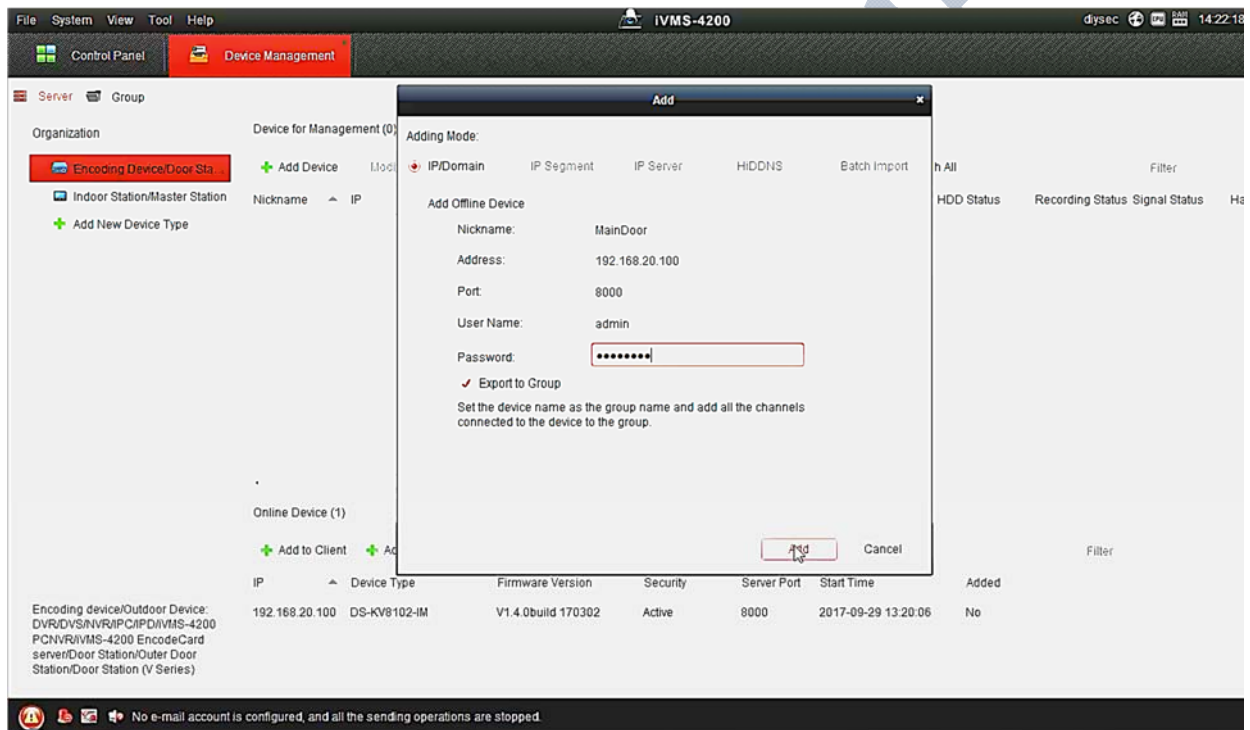 File System View Tool Help iVMS-4200 diysec 14:22:18
Control Panel Device Management
Server Group
Add
Organization
Device for Management (0)
Adding Mode:
Encoding Device/Door Sta...
Add Device
IP/Domain IP Segment IP Server HiDDNS Batch Import
Filter
Indoor Station/Master Station
Nickname IP
Add Offline Device
HDD Status Recording Status Signal Status Ha
Add New Device Type
Nickname: MainDoor
Address: 192.168.20.100
Port: 8000
User Name: admin
Password: ••••••••
Export to Group
Set the device name as the group name and add all the channels
connected to the device to the group.
Online Device (1)
Add to Client
Add Cancel
Filter
IP Device Type Firmware Version Security Server Port Start Time Added
192.168.20.100 DS-KV8102-IM V1.4.0build 170302 Active 8000 2017-09-29 13:20:06 No
Encoding device/Outdoor Device:
DVR/DVS/NVR/IPC/IPD/iVMS-4200
PCNVR/iVMS-4200 EncodeCard
server/Door Station/Outer Door
Station/Door Station (V Series)
No e-mail account is configured, and all the sending operations are stopped.